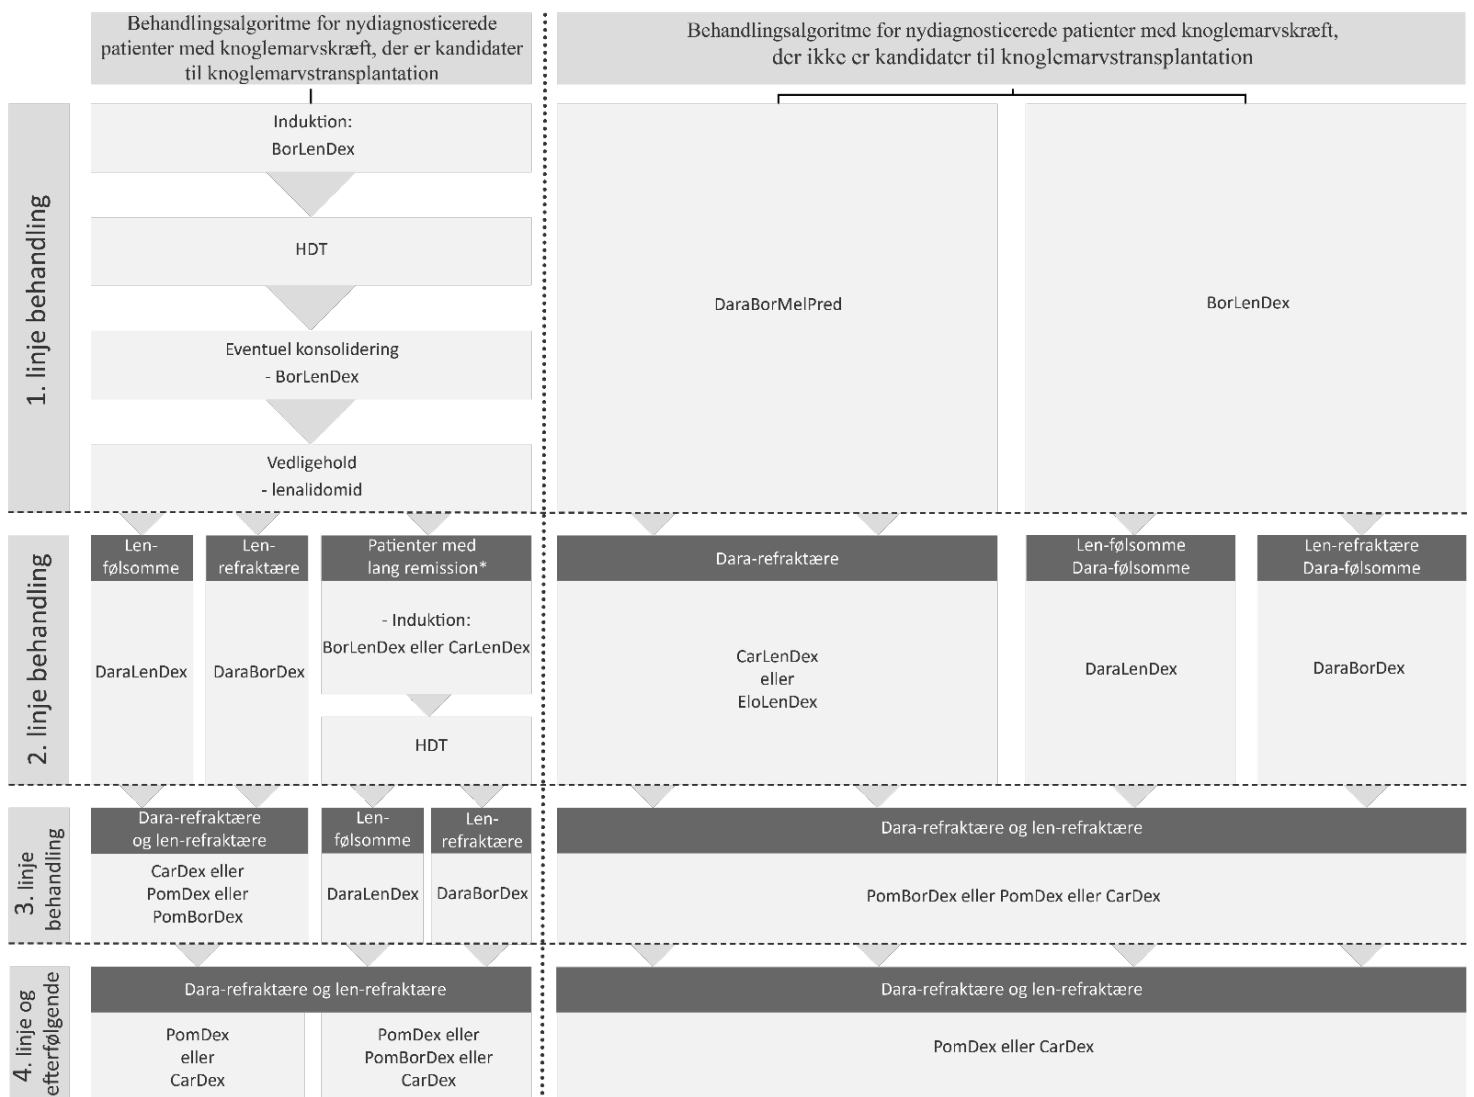 Behandlingsalgoritme for nydiagnosticerede
patienter med knoglemarvskræft, der er kandidater
til knoglemarvstransplantation
Behandlingsalgoritme for nydiagnosticerede patienter med knoglemarvskræft,
der ikke er kandidater til knoglemarvstransplantation
1. linje behandling
Induktion:
BorLenDex
HDT
Eventuel konsolidering
- BorLenDex
Vedligehold
- lenalidomid
DaraBorMelPred
BorLenDex
2. linje behandling
Len-
følsomme
DaraLenDex
Len-
refraktære
DaraBorDex
Patienter med
lang remission*
- Induktion:
BorLenDex eller CarLenDex
HDT
Dara-refraktære
CarLenDex
eller
EloLenDex
Len-følsomme
Dara-følsomme
DaraLenDex
Len-refraktære
Dara-følsomme
DaraBorDex
3. linje
behandling
Dara-refraktære
og len-refraktære
CarDex eller
PomDex eller
PomBorDex
Len-
følsomme
DaraLenDex
Len-
refraktære
DaraBorDex
Dara-refraktære og len-refraktære
PomBorDex eller PomDex eller CarDex
4. linje og
efterfølgende
Dara-refraktære og len-refraktære
PomDex
eller
CarDex
PomDex eller
PomBorDex eller
CarDex
Dara-refraktære og len-refraktære
PomDex eller CarDex